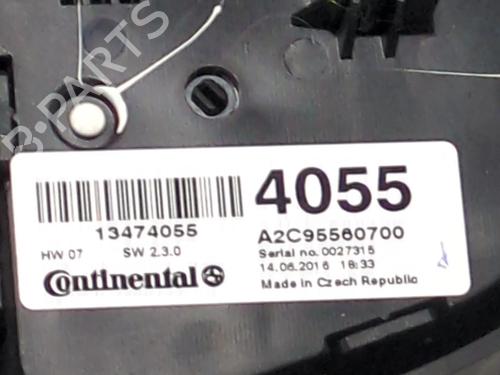 B-PARTS
13474055
HW 07 SW 2.3.0
Continental
4055
A2C95560700
Serial no. 0027315
14.06.2016 18:33
Made in Czech Republic